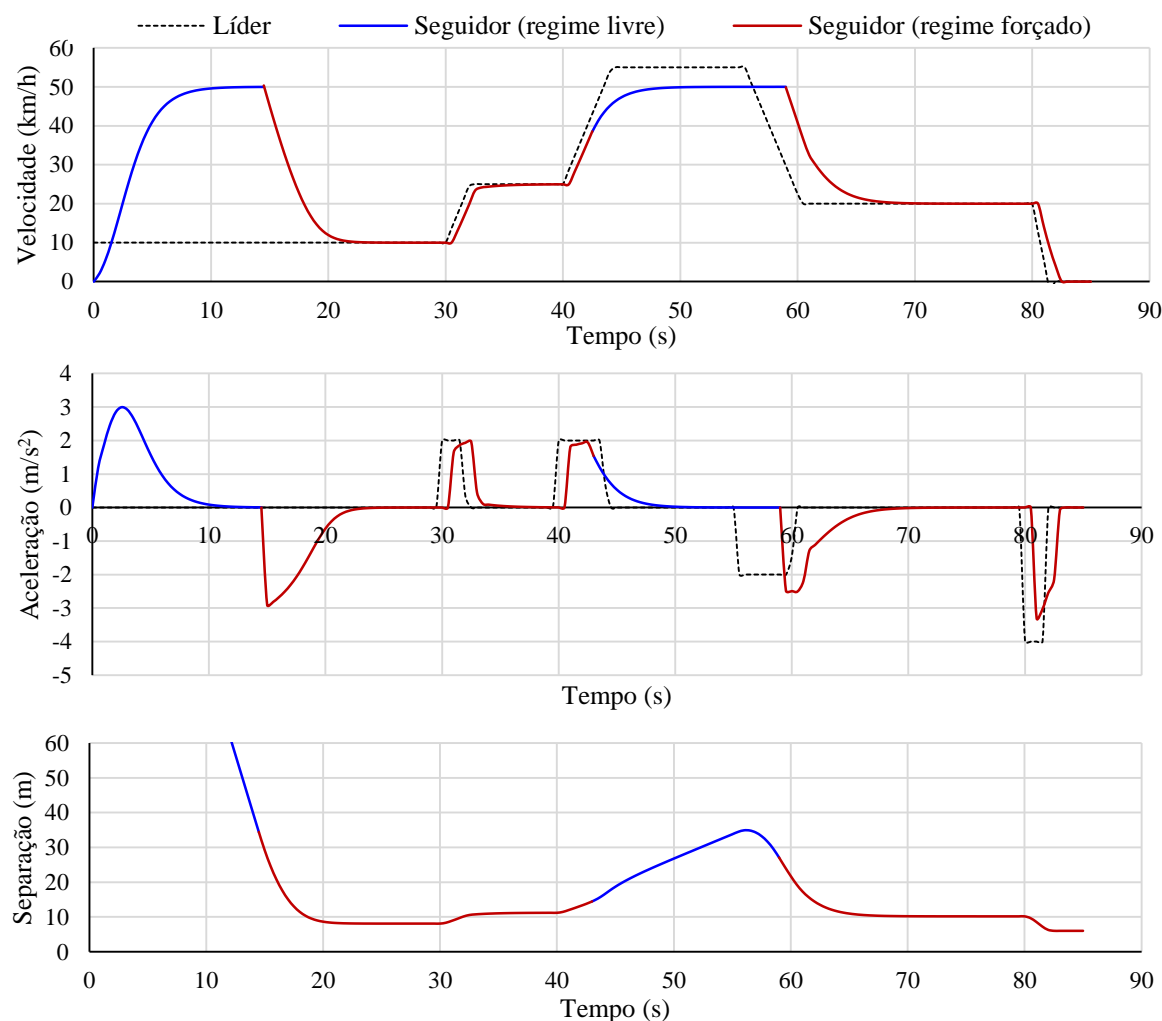 Líder Seguidor (regime livre) Seguidor (regime forçado)
60
50
40
30
20
10
0
Velocidade (km/h)
0 10 20 30 40 50 60 70 80 90
Tempo (s)
4
3
2
1
0
-1
-2
-3
-4
-5
Aceleração (m/s²)
0 10 20 30 40 50 60 70 80 90
Tempo (s)
60
50
40
30
20
10
0
Separação (m)
0 10 20 30 40 50 60 70 80 90
Tempo (s)